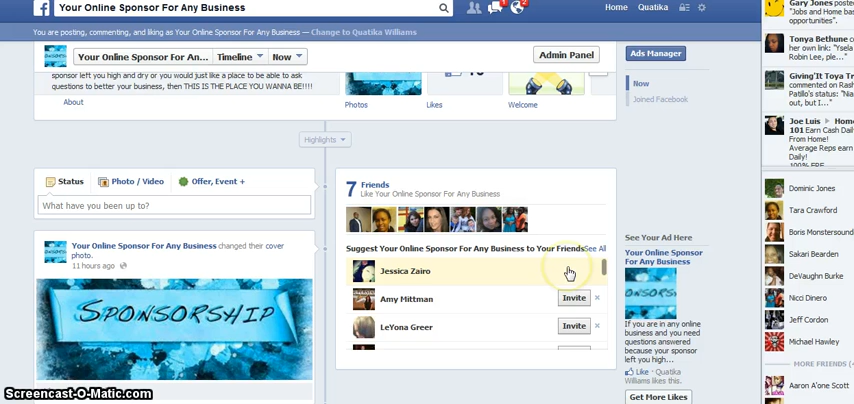 Your Online Sponsor For Any Business
1
2
Home
Quatika
You are posting, commenting, and liking as Your Online Sponsor For Any Business — Change to Quatika Williams
Your Online Sponsor For An...
Timeline
Now
Admin Panel
sponsor left you high and dry or you would just like a place to be able to ask
questions to better your business, then THIS IS THE PLACE YOU WANNA BE!!!!
About
Photos
Likes
Welcome
Highlights
Status
Photo / Video
Offer, Event +
What have you been up to?
Your Online Sponsor For Any Business changed their cover
photo.
11 hours ago
SPONSORSHIP
7 Friends
Like Your Online Sponsor For Any Business
Suggest Your Online Sponsor For Any Business to Your Friends
See All
Jessica Zairo
Amy Mittman
Invite
LeYona Greer
Invite
Ads Manager
Now
Joined Facebook
See Your Ad Here
Your Online Sponsor
For Any Business
If you are in any online
business and you need
questions answered
because your sponsor
left you high...
Like · Quatika
Williams likes this.
Get More Likes
Gary Jones posted
"Jobs and Home bas
opportunities".
Tonya Bethune co
her own link: "Ysela
Robin Lee, ple..."
Giving'It Toya Tr
commented on Rash
Patillo's status: "Nia
out, but I..."
Joe Luis ▶ Home
101 Earn Cash Daily
From Home!
Average Reps earn
Daily!
100% FREE
Dominic Jones
Tara Crawford
Boris Monstersound
Sakari Bearden
DeVaughn Burke
Nicci Dinero
Jeff Cordon
Michael Hawley
MORE FRIENDS
Aaron A'one Scott
Screencast-O-Matic.com